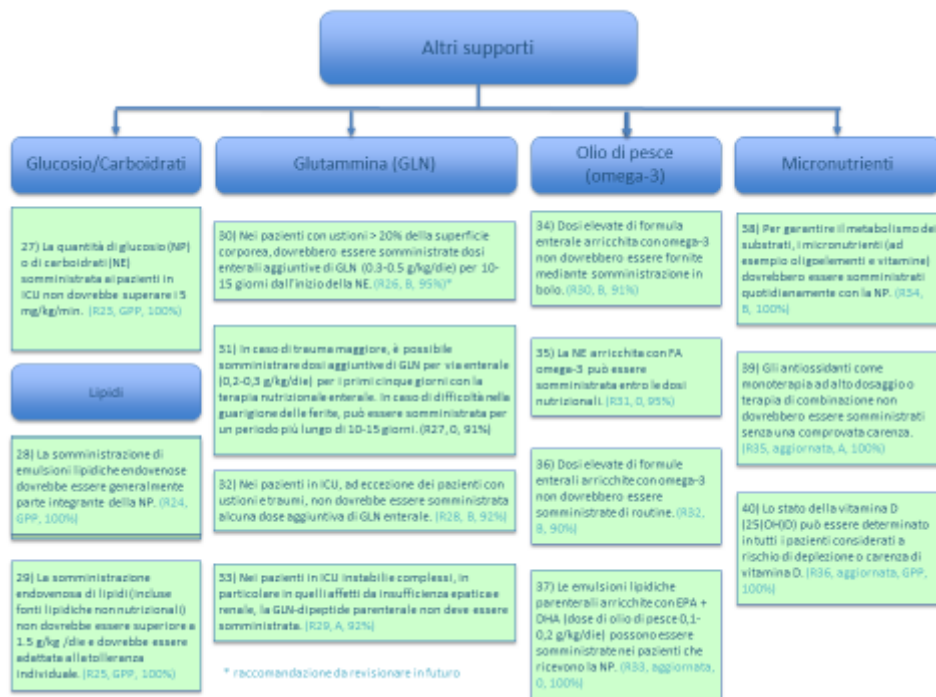 Altri supporti
Glucosio/Carboidrati
27) La quantità di glucosio (NP)
o di carboidrati (NE)
somministrata ai pazienti in
ICU non dovrebbe superare i 5
mg/kg/min. (R23, GPP, 100%)
Lipidi
28) La somministrazione di
emulsioni lipidiche endovenose
dovrebbe essere generalmente
parte integrante della NP. (R24,
GPP, 100%)
29) La somministrazione
endovenosa di lipidi (incluse
fonti lipidiche non nutrizionali)
non dovrebbe essere superiore a
1.5 g/kg /die e dovrebbe essere
adattata alla tolleranza
individuale. (R25, GPP, 100%)
Glutammina (GLN)
30) Nei pazienti con ustioni > 20% della superficie
corporea, dovrebbero essere somministrate dosi
enterali aggiuntive di GLN (0.3-0.5 g/kg/die) per 10-
15 giorni dall'inizio della NE. (R26, B, 95%)*
31) In caso di trauma maggiore, è possibile
somministrare dosi aggiuntive di GLN per via enterale
(0,2-0,3 g/kg/die) per i primi cinque giorni con la
terapia nutrizionale enterale. In caso di difficoltà nella
guarigione delle ferite, può essere somministrata per
un periodo più lungo di 10-15 giorni. (R27, 0, 91%)
32) Nei pazienti in ICU, ad eccezione dei pazienti con
ustioni e traumi, non dovrebbe essere somministrata
alcuna dose aggiuntiva di GLN enterale. (R28, B, 92%)
33) Nei pazienti in ICU instabili e complessi, in
particolare in quelli affetti da insufficienza epatica e
renale, la GLN-dipeptide parenterale non deve essere
somministrata. (R29, A, 92%)
* raccomandazione da revisionare in futuro
Olio di pesce
(omega-3)
34) Dosi elevate di formula
enterale arricchita con omega-3
non dovrebbero essere fornite
mediante somministrazione in
bolo. (R30, B, 91%)
35) La NE arricchita con FA
omega-3 può essere
somministrata entro le dosi
nutrizionali. (R31, 0, 95%)
36) Dosi elevate di formule
enterali arricchite con omega-3
non dovrebbero essere
somministrate di routine. (R32,
B, 90%)
37) Le emulsioni lipidiche
parenterali arricchite con EPA +
DHA (dose di olio di pesce 0,1-
0,2 g/kg/die) possono essere
somministrate nei pazienti che
ricevono la NP. (R33, aggiornata,
0, 100%)
Micronutrienti
38) Per garantire il metabolismo dei
substrati, i micronutrienti (ad
esempio oligoelementi e vitamine)
dovrebbero essere somministrati
quotidianamente con la NP. (R34,
B, 100%)
39) Gli antiossidanti come
monoterapia ad alto dosaggio o
terapia di combinazione non
dovrebbero essere somministrati
senza una comprovata carenza.
(R35, aggiornata, A, 100%)
40) Lo stato della vitamina D
(25(OH)D) può essere determinato
in tutti i pazienti considerati a
rischio di deplezione o carenza di
vitamina D. (R36, aggiornata, GPP,
100%)